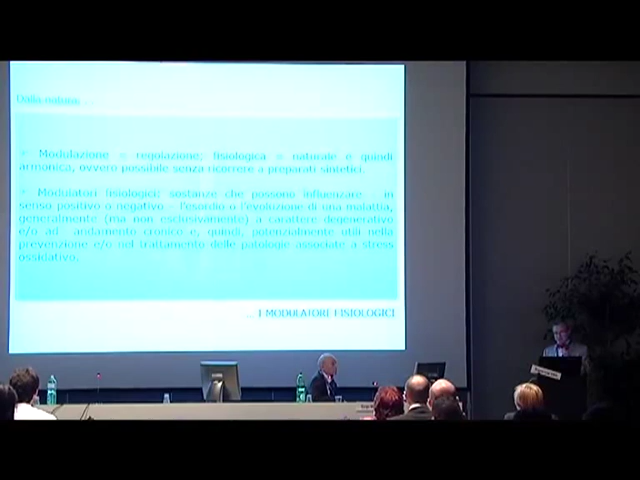 Dalla natura ...
Modulazione = regolazione; fisiologica = naturale e quindi
armonica, ovvero possibile senza ricorrere a preparati sintetici.
Modulatori fisiologici: sostanze che possono influenzare - in
senso positivo o negativo - l'esordio o l'evoluzione di una malattia,
generalmente (ma non esclusivamente) a carattere degenerativo
e/o ad andamento cronico e, quindi, potenzialmente utili nella
prevenzione e/o nel trattamento delle patologie associate a stress
ossidativo.
... I MODULATORI FISIOLOGICI